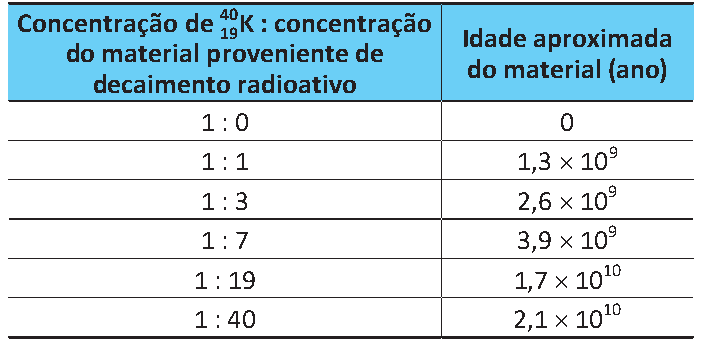 Concentração de ⁴⁰₁₉K : concentração
do material proveniente de
decaimento radioativo
Idade aproximada
do material (ano)
1 : 0 0
1 : 1 1,3 × 10⁹
1 : 3 2,6 × 10⁹
1 : 7 3,9 × 10⁹
1 : 19 1,7 × 10¹⁰
1 : 40 2,1 × 10¹⁰